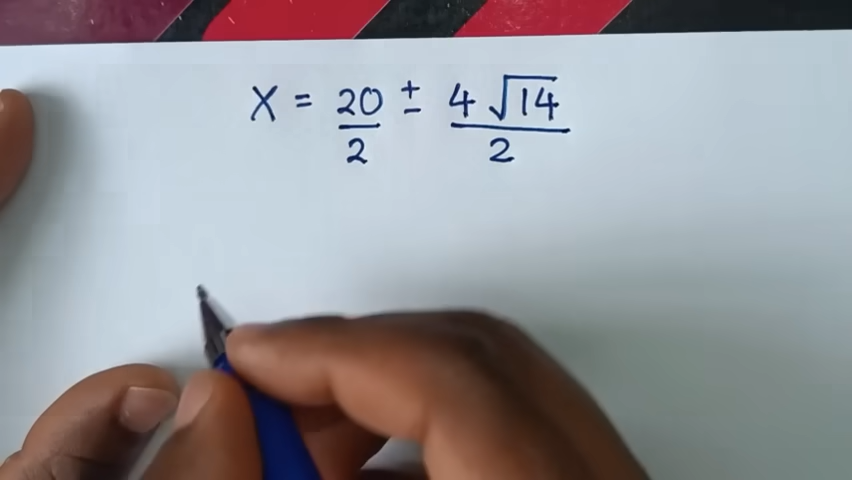 X = 20/2 ± 4√14/2